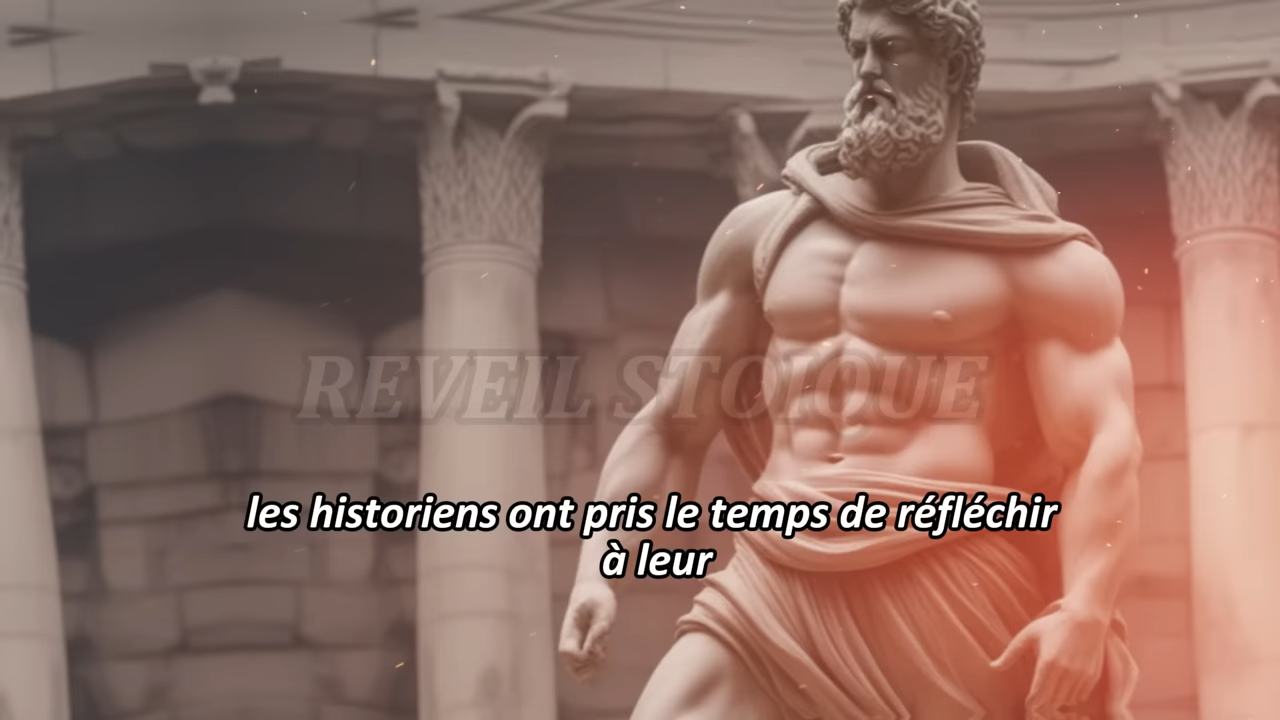 REVEIL STOIQUE
les historiens ont pris le temps de réfléchir
à leur